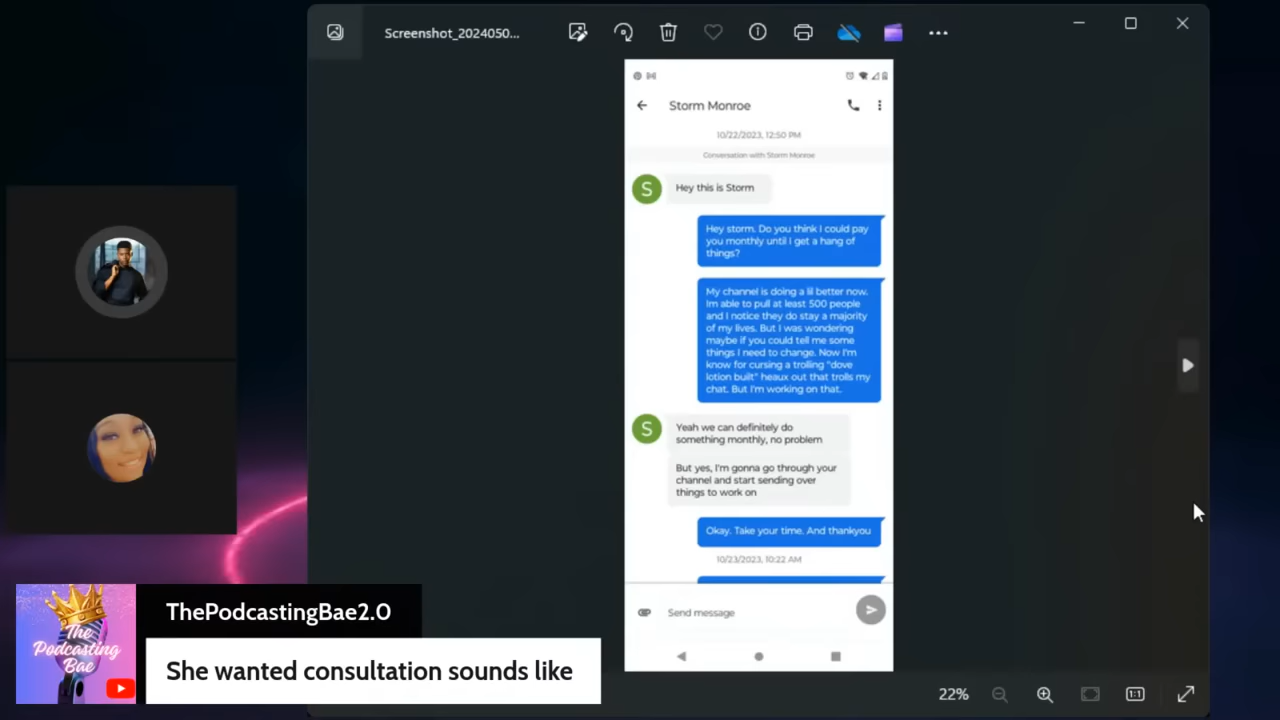 Screenshot_2024050...
Storm Monroe
10/22/2023, 12:50 PM
Conversation with Storm Monroe
S
Hey this is Storm
Hey storm. Do you think I could pay
you monthly until I get a hang of
things?
My channel is doing a lil better now.
Im able to pull at least 500 people
and I notice they do stay a majority
of my lives. But I was wondering
maybe if you could tell me some
things I need to change. Now I'm
know for cursing a trolling "dove
lotion built" heaux out that trolls my
chat. But I'm working on that.
S
Yeah we can definitely do
something monthly, no problem
But yes, I'm gonna go through your
channel and start sending over
things to work on
Okay. Take your time. And thankyou
10/23/2023, 10:22 AM
Send message
The
Podcasting
Bae
ThePodcastingBae2.0
She wanted consultation sounds like
22%
1:1